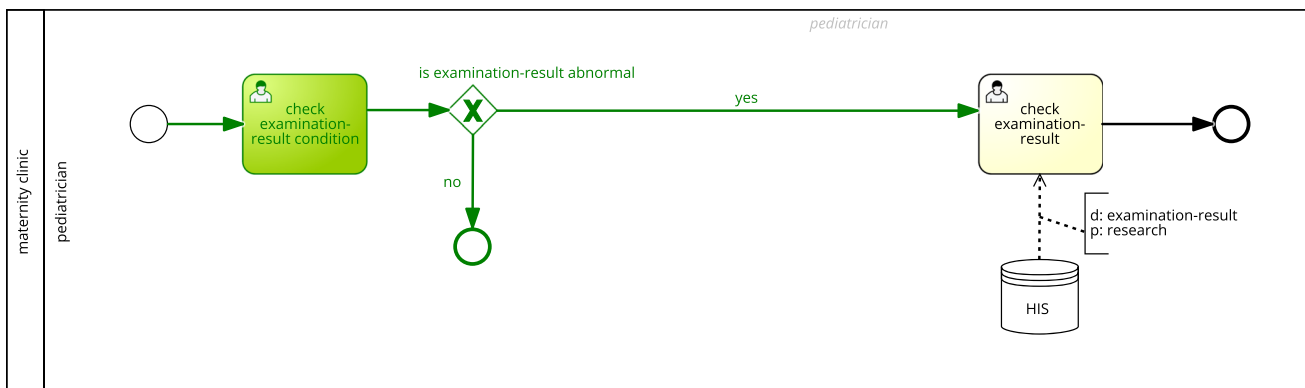 pediatrician
maternity clinic
pediatrician
check
examination-
result condition
is examination-result abnormal
yes
no
check
examination-
result
d: examination-result
p: research
HIS